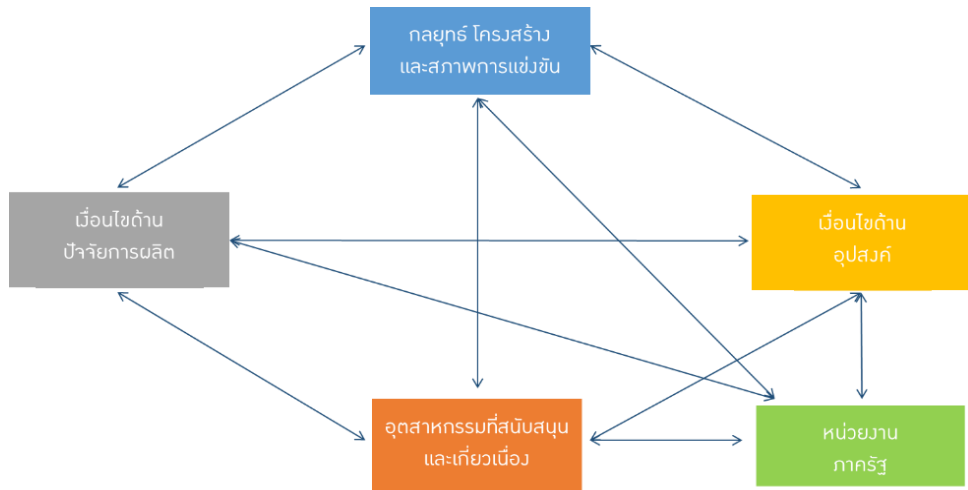 กลยุทธ์ โครงสร้าง
และสภาพการแข่งขัน
เงื่อนไขด้าน
ปัจจัยการผลิต
เงื่อนไขด้าน
อุปสงค์
อุตสาหกรรมที่สนับสนุน
และเกี่ยวเนื่อง
หน่วยงาน
ภาครัฐ